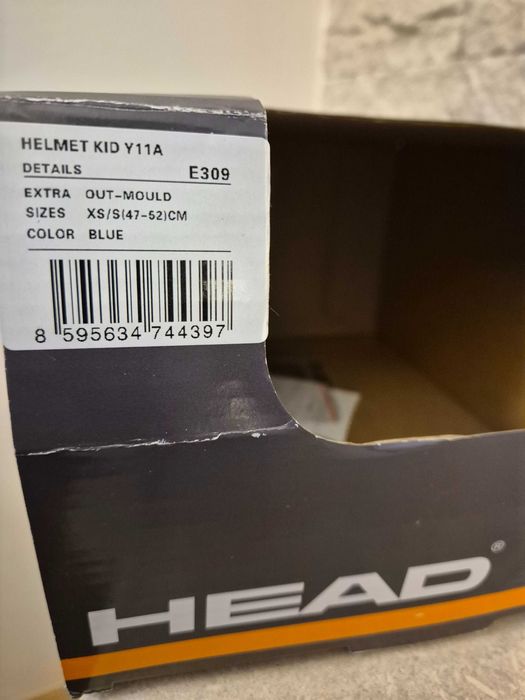 HELMET KID Y11A
DETAILS E309
EXTRA OUT-MOULD
SIZES XS/S(47-52)CM
COLOR BLUE
8 595634 744397
HEAD®